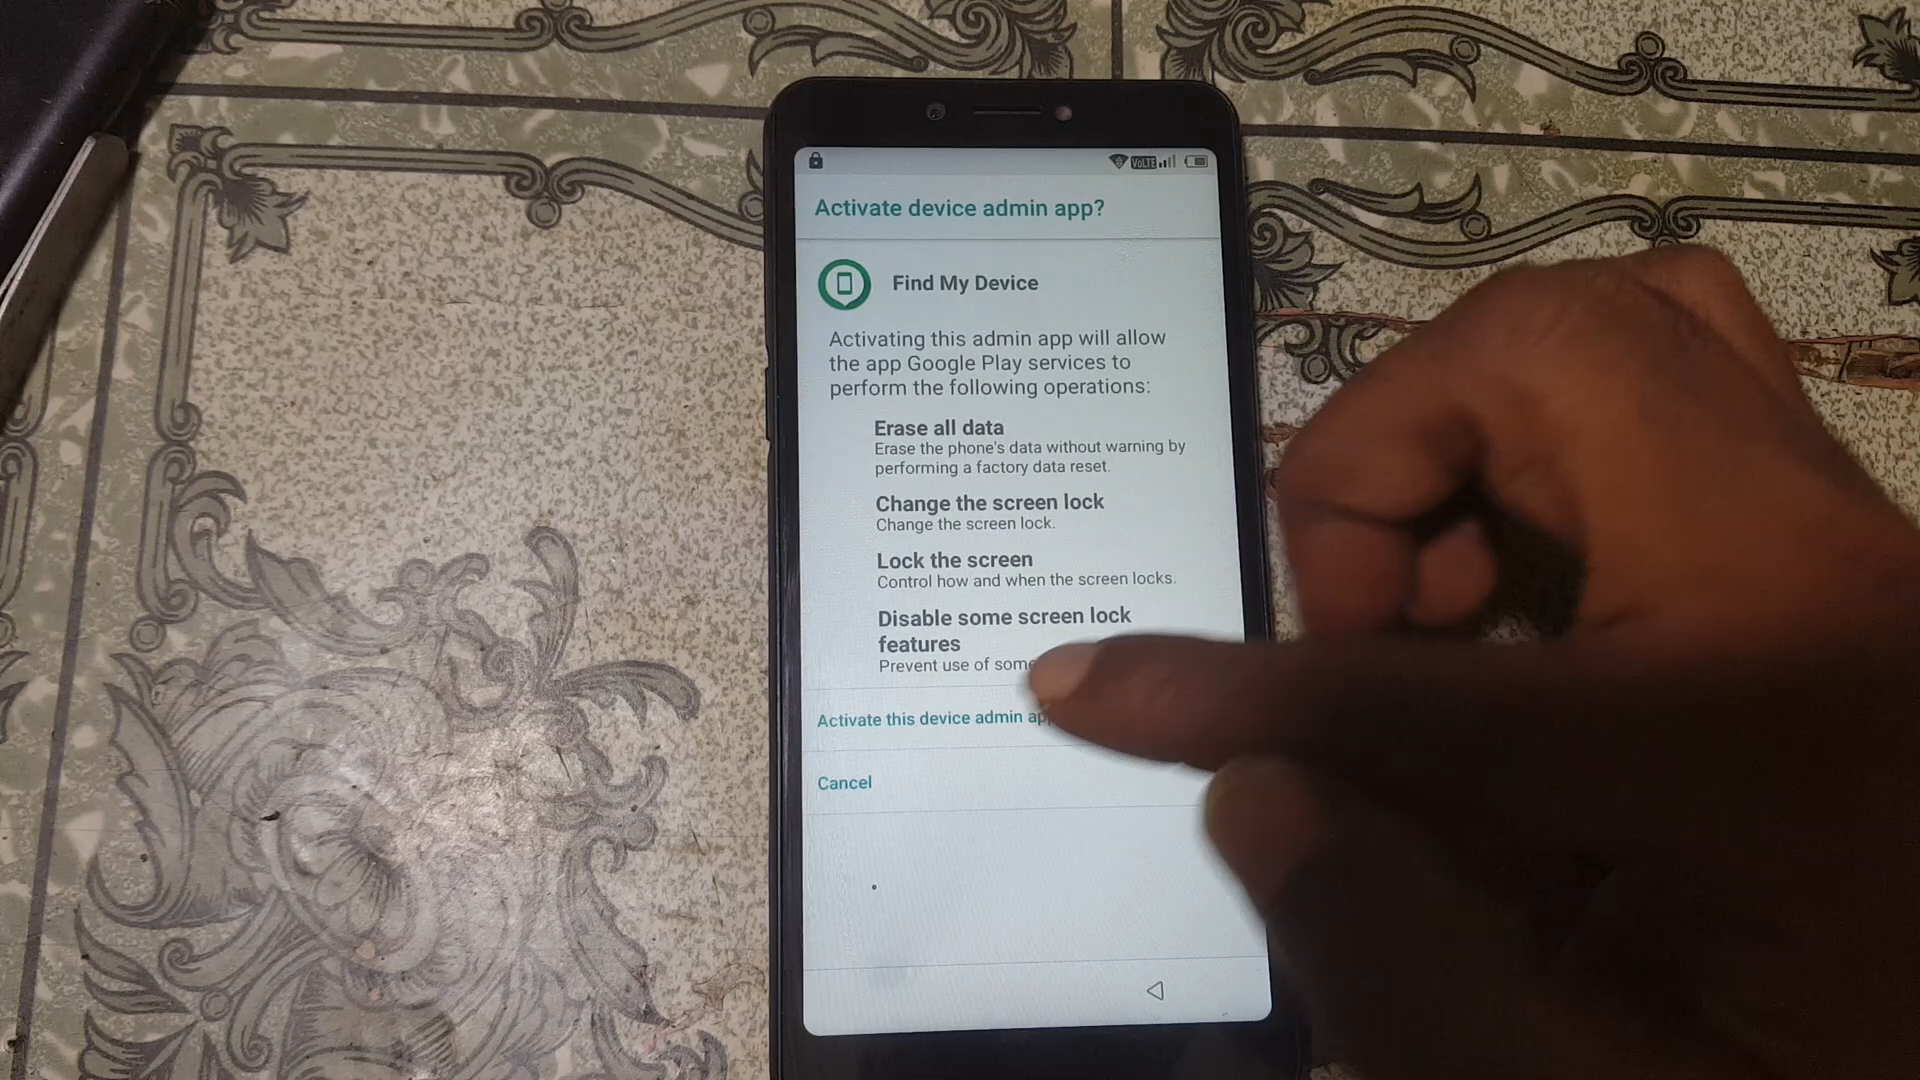 VoLTE
Activate device admin app?
Find My Device
Activating this admin app will allow
the app Google Play services to
perform the following operations:
Erase all data
Erase the phone's data without warning by
performing a factory data reset.
Change the screen lock
Change the screen lock.
Lock the screen
Control how and when the screen locks.
Disable some screen lock
features
Prevent use of some
Activate this device admin
Cancel